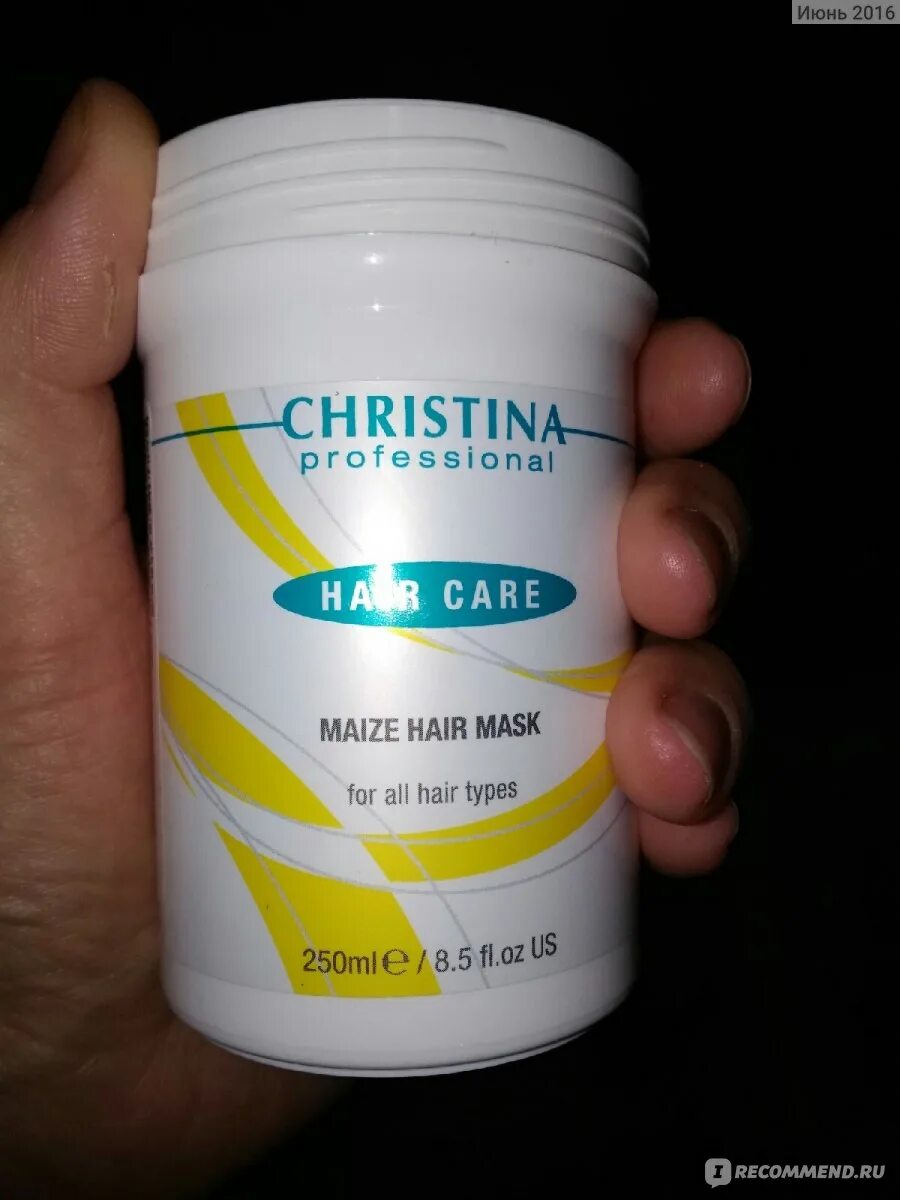 Июнь 2016
CHRISTINA
professional
HAIR CARE
MAIZE HAIR MASK
for all hair types
250ml e / 8.5 fl.oz US
IRECOMMEND.RU